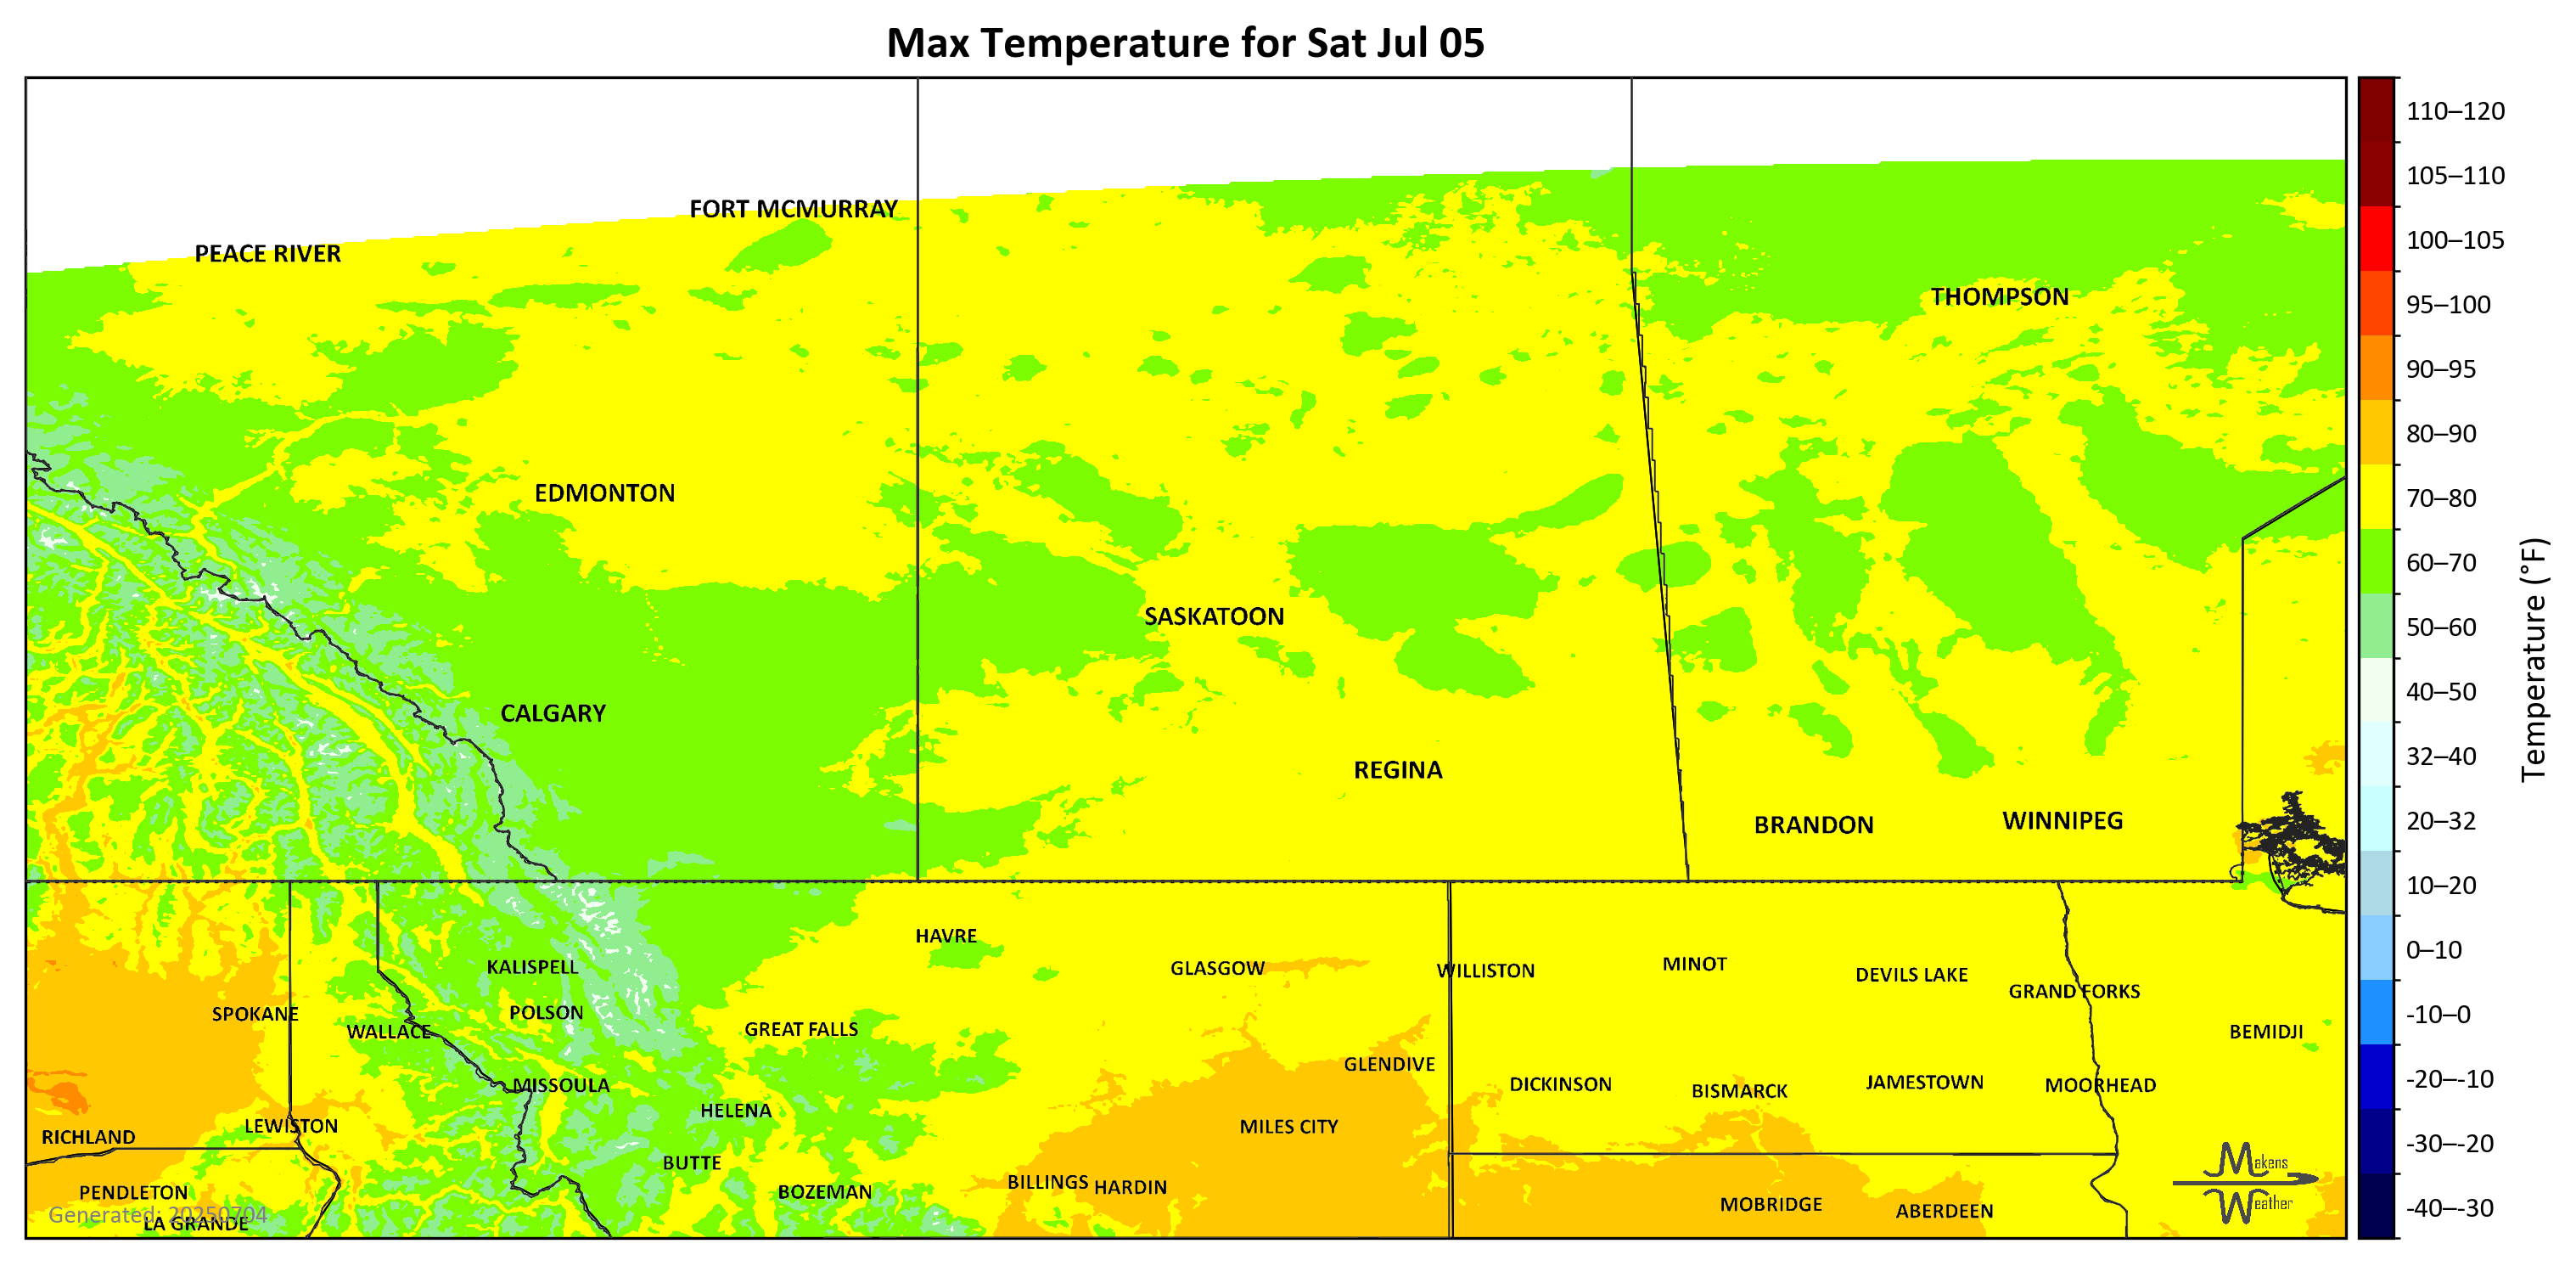 Max Temperature for Sat Jul 05
FORT MCMURRAY
PEACE RIVER
THOMPSON
EDMONTON
SASKATOON
CALGARY
REGINA
BRANDON
WINNIPEG
HAVRE
KALISPELL
GLASGOW
WILLISTON
MINOT
DEVILS LAKE
GRAND FORKS
SPOKANE
POLSON
WALLACE
GREAT FALLS
BEMIDJI
GLENDIVE
MISSOULA
DICKINSON
BISMARCK
JAMESTOWN
MOORHEAD
HELENA
LEWISTON
MILES CITY
RICHLAND
BUTTE
PENDLETON
BOZEMAN
BILLINGS
HARDIN
MOBRIDGE
ABERDEEN
Generated: 20250704
LA GRANDE
Makens
Weather
110–120
105–110
100–105
95–100
90–95
80–90
70–80
60–70
50–60
40–50
32–40
20–32
10–20
0–10
-10–0
-20–-10
-30–-20
-40–-30
Temperature (°F)